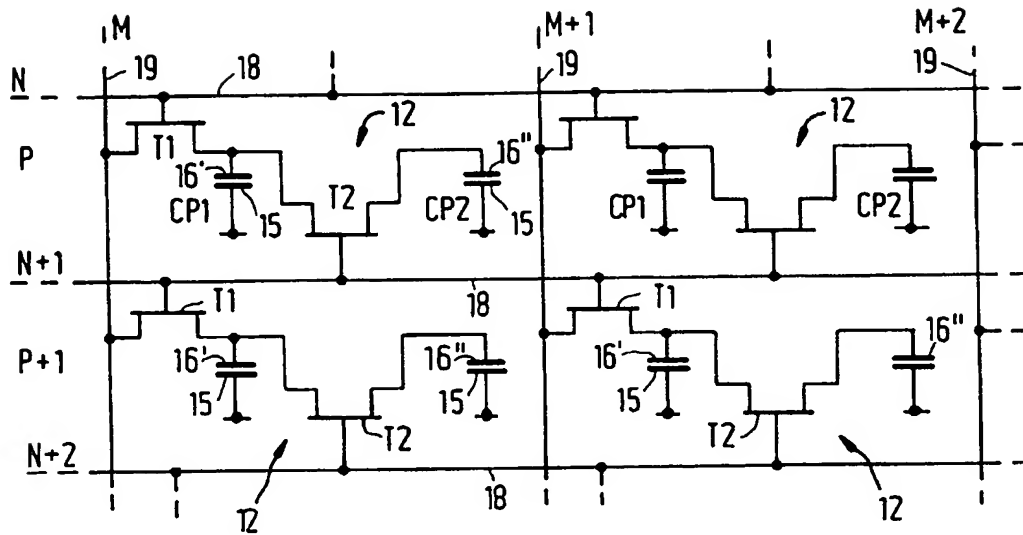 M M+1 M+2
19 18 19 19
N
12 12
P T1 16' 16"
15 T2 15
CP1 CP2 CP1 CP2
N+1
18
T1 T1
P+1 16' 16" 16' 16"
15 15 15
T2 T2
N+2
18
12 12